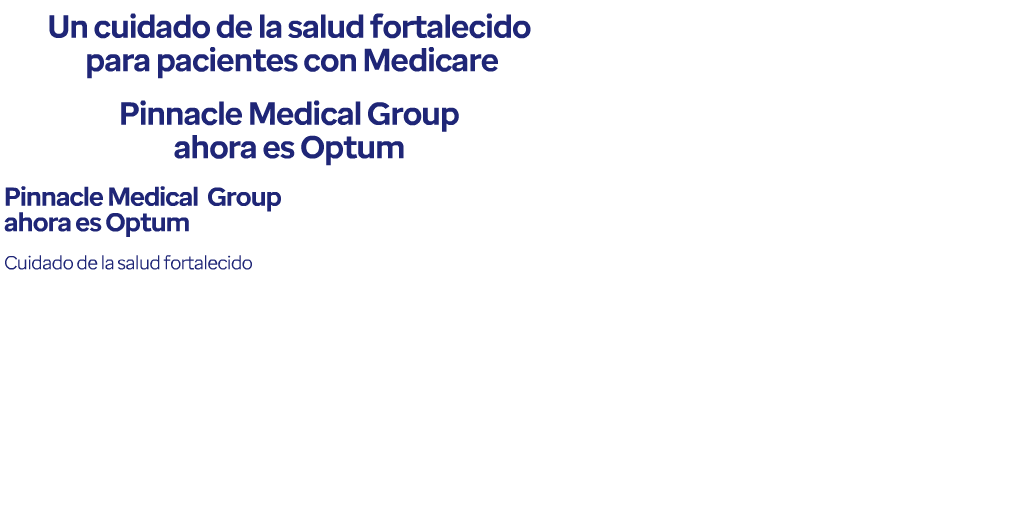 Un cuidado de la salud fortalecido
para pacientes con Medicare
Pinnacle Medical Group
ahora es Optum
Pinnacle Medical Group
ahora es Optum
Cuidado de la salud fortalecido